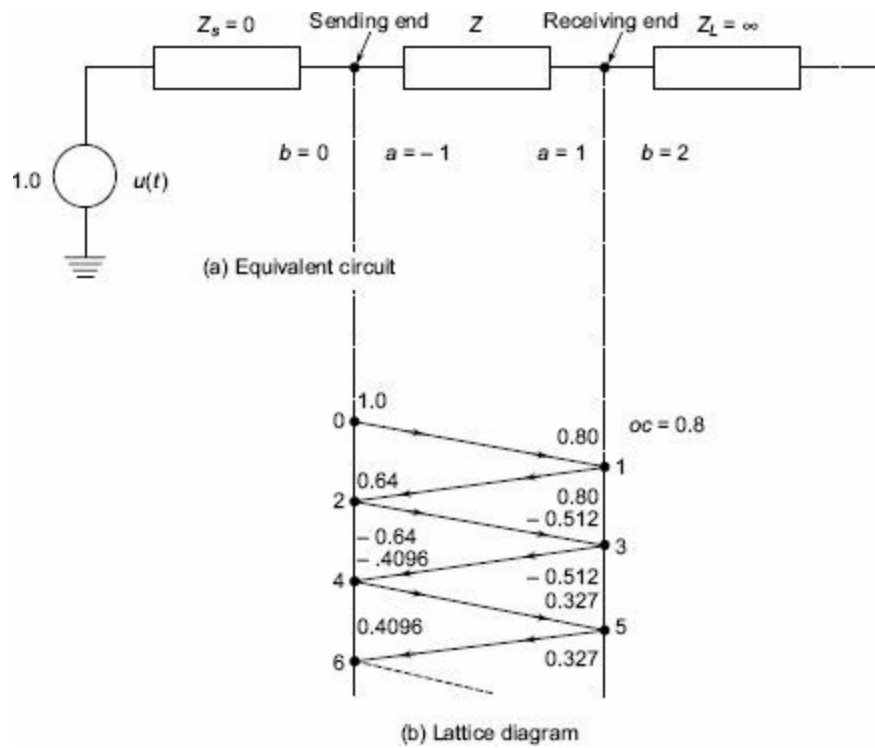 Zs = 0 Sending end Z Receiving end ZL = ∞
b = 0 a = – 1 a = 1 b = 2
1.0 u(t)
(a) Equivalent circuit
1.0
0
0.80 oc = 0.8
1
0.64
2
0.80
– 0.512
3
– 0.64
– .4096
4
– 0.512
0.327
5
0.4096
0.327
6
(b) Lattice diagram